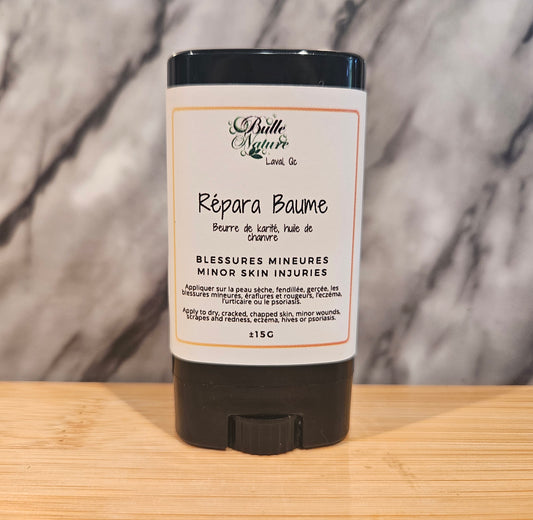 Bulle
Nature
Laval, Qc
Répara Baume
Beurre de karité, huile de
chanvre
BLESSURES MINEURES
MINOR SKIN INJURIES
Appliquer sur la peau sèche, fendillée, gerçée, les
blessures mineures, éraflures et rougeurs, l'eczéma,
l'urticaire ou le psoriasis.
Apply to dry, cracked, chapped skin, minor wounds,
scrapes and redness, eczema, hives or psoriasis.
±15G